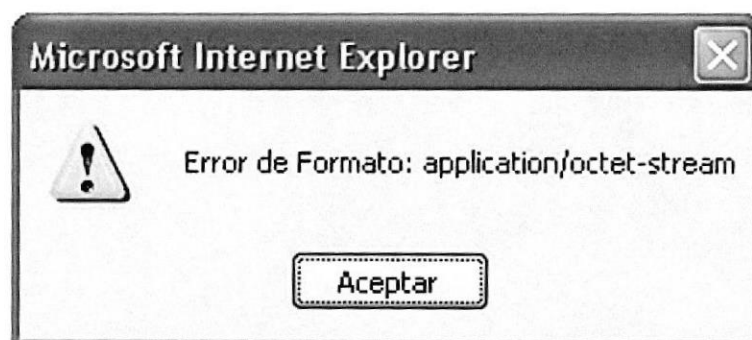 Microsoft Internet Explorer
Error de Formato: application/octet-stream
Aceptar